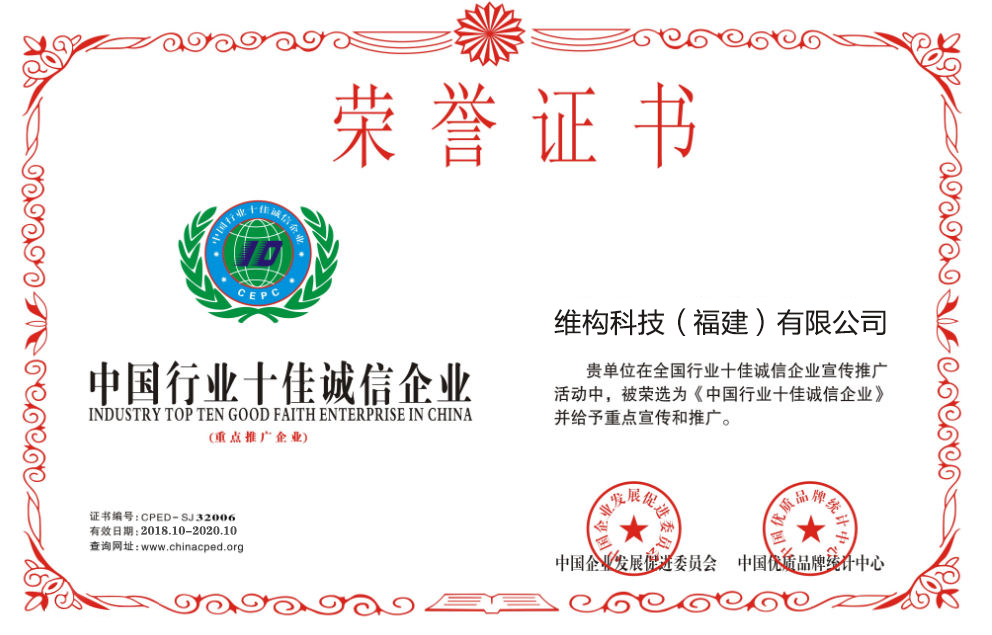 荣誉证书
中国行业十佳诚信企业
10
CEPC
中国行业十佳诚信企业
INDUSTRY TOP TEN GOOD FAITH ENTERPRISE IN CHINA
(重点推广企业)
证书编号: CPED-SJ32006
有效日期: 2018.10-2020.10
查询网址: www.chinacped.org
维构科技（福建）有限公司
贵单位在全国行业十佳诚信企业宣传推广
活动中，被荣选为《中国行业十佳诚信企业》
并给予重点宣传和推广。
中国企业发展促进委员会
中国企业发展促进委员会
中国优质品牌统计中心
中国优质品牌统计中心